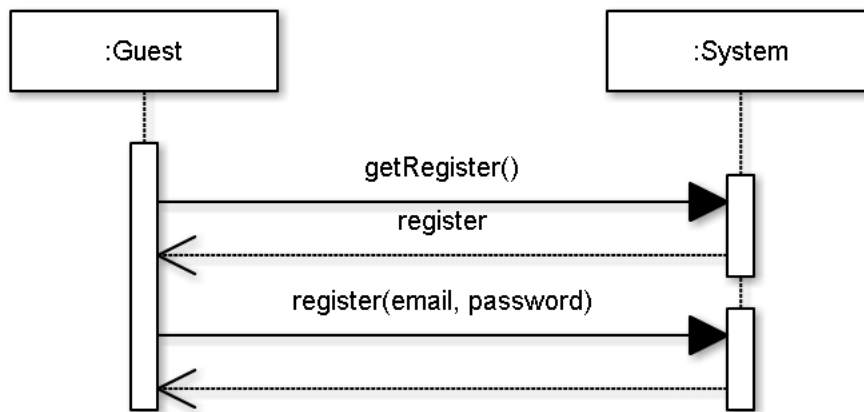 :Guest
:System
getRegister()
register
register(email, password)